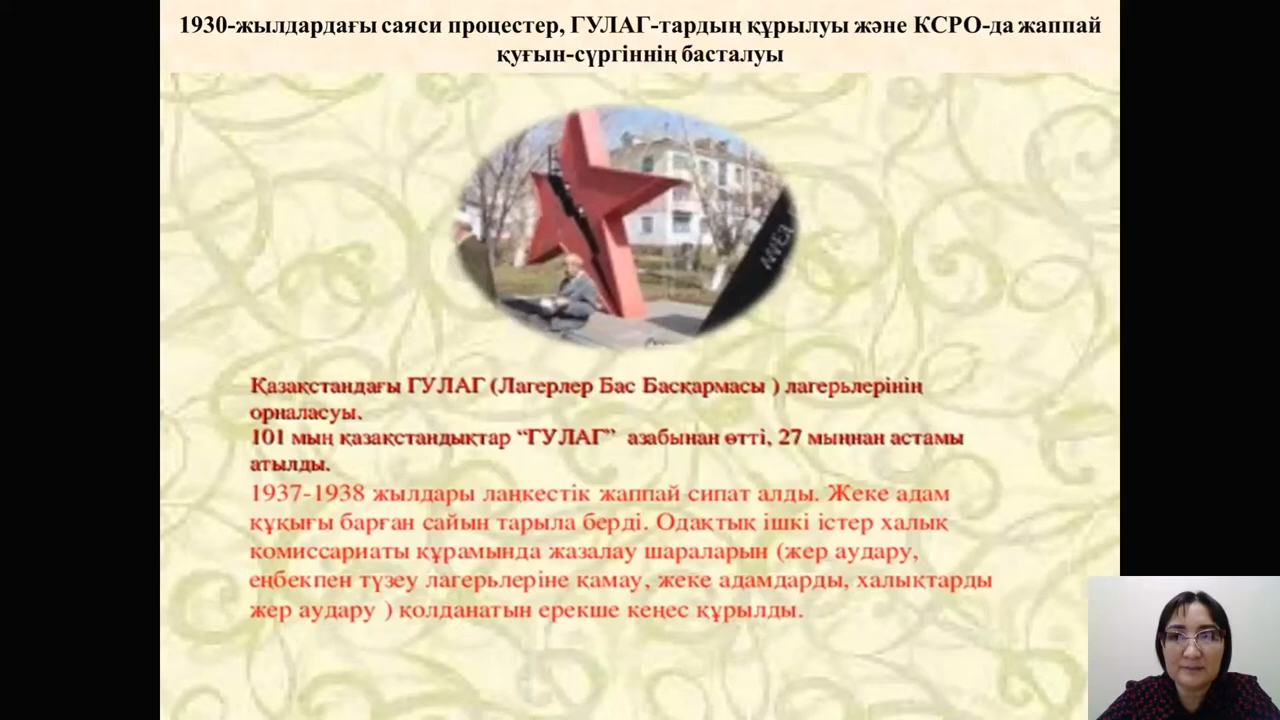 1930-жылдардағы саяси процестер, ГУЛАГ-тардың құрылуы және КСРО-да жаппай
қуғын-сүргіннің басталуы
Қазақстандағы ГУЛАГ (Лагерлер Бас Басқармасы ) лагерьлерінің
орналасуы.
101 мың қазақстандықтар “ГУЛАГ” азабынан өтті, 27 мыңнан астамы
атылды.
1937-1938 жылдары лаңкестік жаппай сипат алды. Жеке адам
құқығы барған сайын тарыла берді. Одақтық ішкі істер халық
комиссариаты құрамында жазалау шараларын (жер аудару,
еңбекпен түзеу лагерьлеріне қамау, жеке адамдарды, халықтарды
жер аудару ) қолданатын ерекше кеңес құрылды.